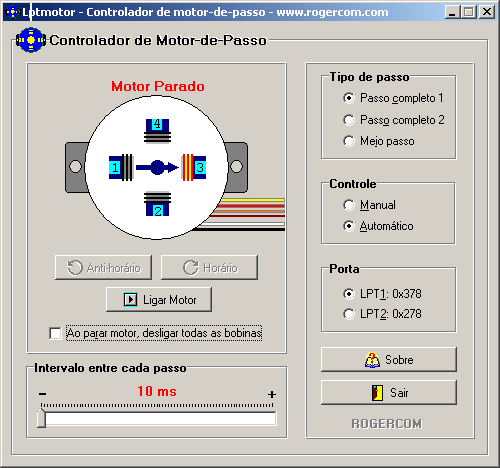 Lptmotor - Controlador de motor-de-passo - www.rogercom.com
Controlador de Motor-de-Passo
Motor Parado
4
1
3
2
Anti-horário
Horário
Ligar Motor
Ao parar motor, desligar todas as bobinas
Intervalo entre cada passo
- 10 ms +
Tipo de passo
Passo completo 1
Passo completo 2
Meio passo
Controle
Manual
Automático
Porta
LPT1: 0x378
LPT2: 0x278
Sobre
Sair
ROGERCOM